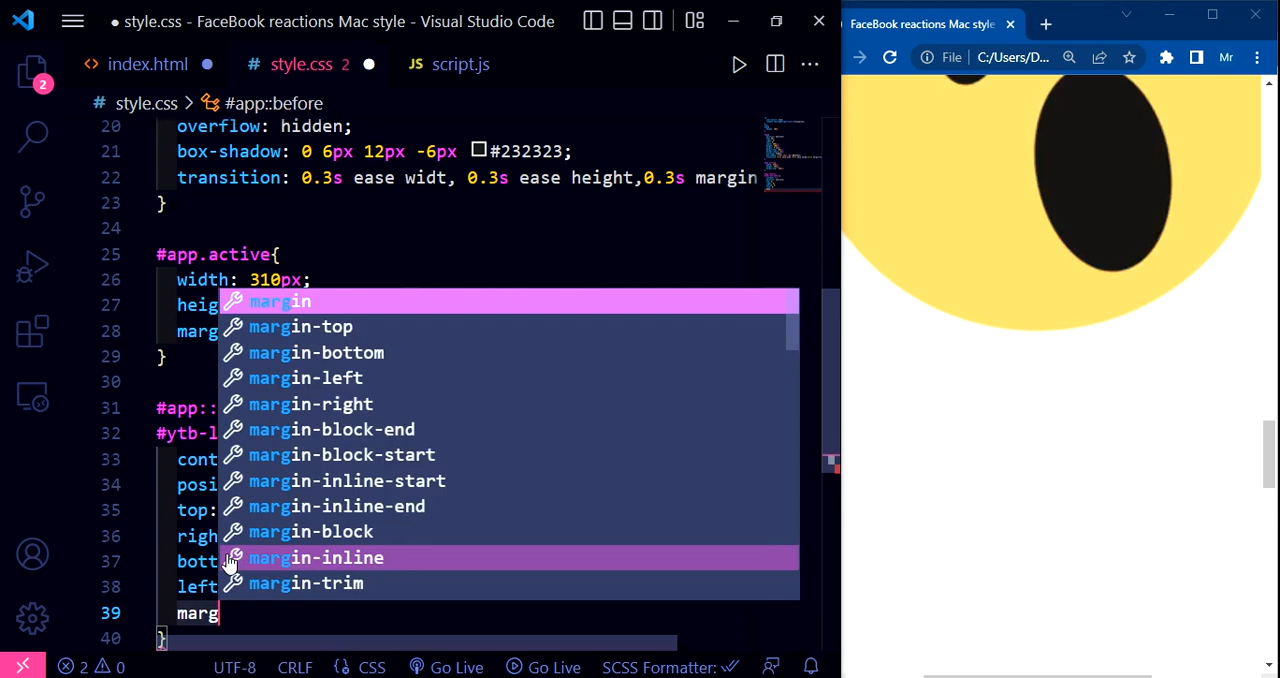 ● style.css - FaceBook reactions Mac style - Visual Studio Code
<> index.html ●
# style.css 2 ●
JS script.js
# style.css > #app::before
2
20 overflow: hidden;
21 box-shadow: 0 6px 12px -6px #232323;
22 transition: 0.3s ease widt, 0.3s ease height,0.3s margin
23 }
24
25 #app.active{
26 width: 310px;
27 heig
28 marg
29 }
30
31 #app::
32 #ytb-l
33 cont
34 posi
35 top:
36 righ
37 bott
38 left
39 marg
40 }
margin
margin-top
margin-bottom
margin-left
margin-right
margin-block-end
margin-block-start
margin-inline-start
margin-inline-end
margin-block
margin-inline
margin-trim
2 0 UTF-8 CRLF {} CSS Go Live Go Live SCSS Formatter: ✓
FaceBook reactions Mac style
File | C:/Users/D... Mr